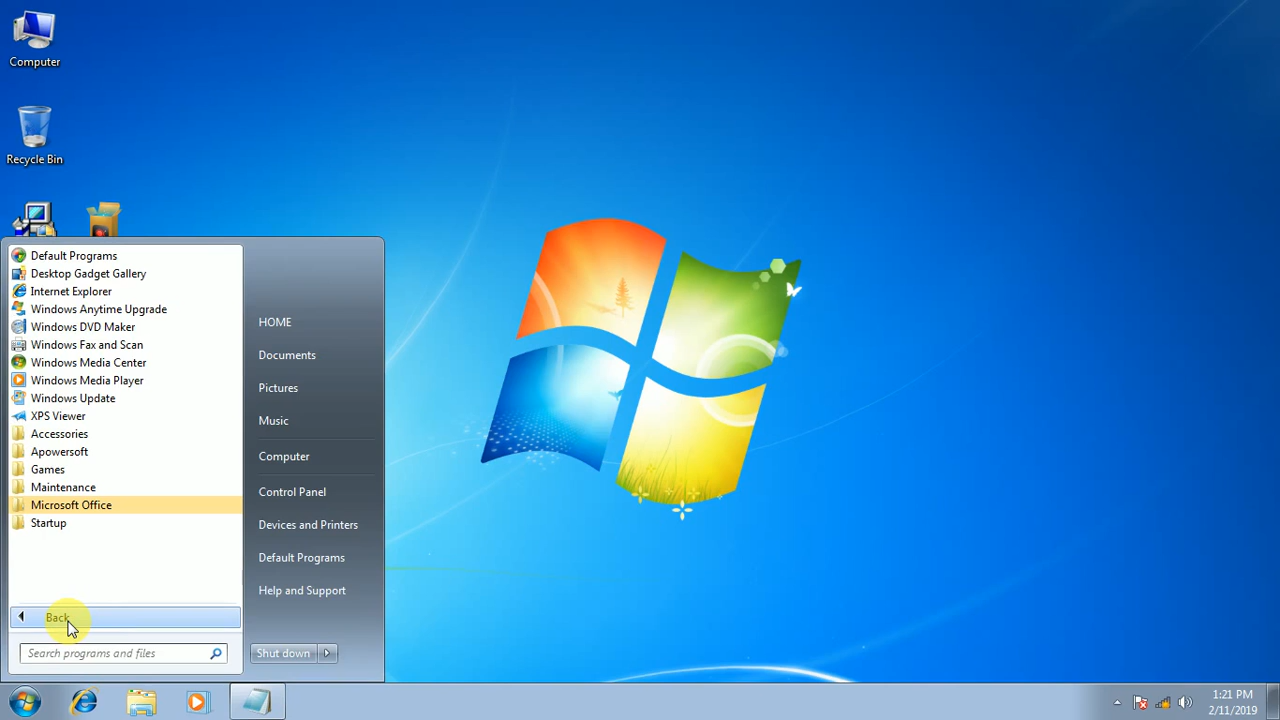 Computer
Recycle Bin
Default Programs
Desktop Gadget Gallery
Internet Explorer
Windows Anytime Upgrade
Windows DVD Maker
Windows Fax and Scan
Windows Media Center
Windows Media Player
Windows Update
XPS Viewer
Accessories
Apowersoft
Games
Maintenance
Microsoft Office
Startup
Back
Search programs and files
HOME
Documents
Pictures
Music
Computer
Control Panel
Devices and Printers
Default Programs
Help and Support
Shut down
1:21 PM
2/11/2019